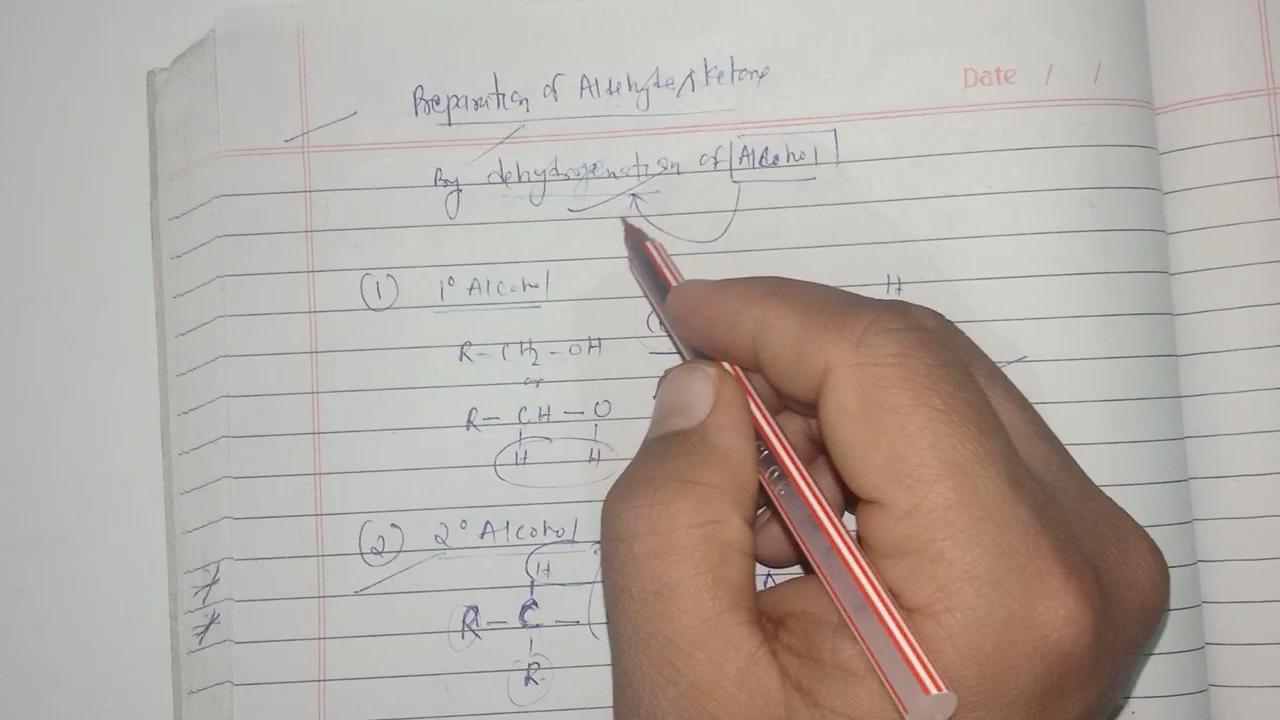 Preparation of Aldehyde/ketone
Date / /
By dehydrogenation of Alcohol
(1) 1° Alcohol
H
R-CH2-OH
or
R-CH-O
H H
(2) 2° Alcohol
H
R-C-
R